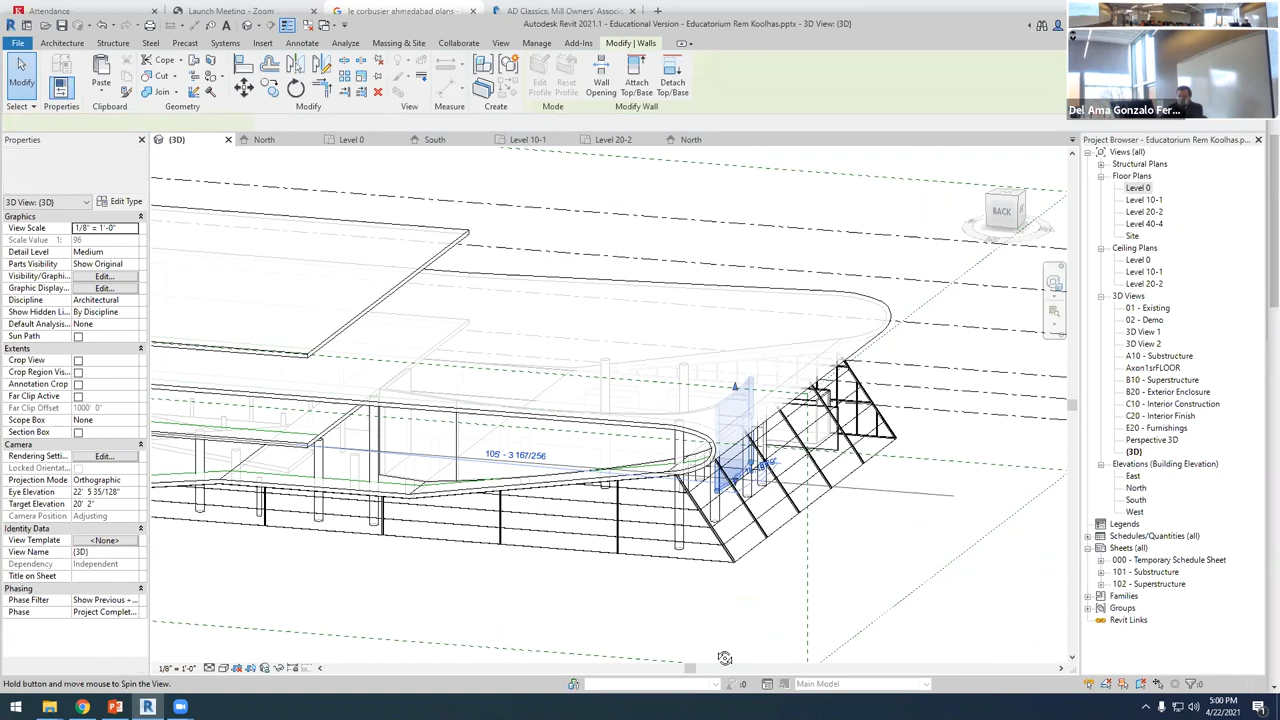 Attendance
Launch Meeting - Zoom
le corbusier ahmedabad plans -
AD Classics: Mill Owners' Associa
Autodesk Revit 2021.1 - Educational Version - Educatorium Rem Koolhas.pptx - 3D View: {3D}
File Architecture Structure Steel Precast Systems Insert Annotate Analyze Massing & Site Collaborate View Manage Add-Ins Modify | Walls
Modify Properties Paste Cope Cut Join Edit Profile Reset Profile Wall Opening Attach Top/Base Detach Top/Base
Select Properties Clipboard Geometry Modify View Measure Create Mode Modify Wall
Del Ama Gonzalo Fer...
Properties
{3D} North Level 0 South Level 10-1 Level 20-2 North
Project Browser - Educatorium Rem Koolhas.p...
3D View: {3D} Edit Type
Graphics
View Scale 1/8" = 1'-0"
Scale Value 1: 96
Detail Level Medium
Parts Visibility Show Original
Visibility/Graphi... Edit...
Graphic Display... Edit...
Discipline Architectural
Show Hidden Li... By Discipline
Default Analysis... None
Sun Path
Extents
Crop View
Crop Region Vis...
Annotation Crop
Far Clip Active
Far Clip Offset 1000' 0"
Scope Box None
Section Box
Camera
Rendering Setti... Edit...
Locked Orientat...
Projection Mode Orthographic
Eye Elevation 22' 5 35/128"
Target Elevation 20' 2"
Camera Position Adjusting
Identity Data
View Template <None>
View Name {3D}
Dependency Independent
Title on Sheet
Phasing
Phase Filter Show Previous +...
Phase Project Complet...
BACK
105' - 3 167/256
Views (all)
Structural Plans
Floor Plans
Level 0
Level 10-1
Level 20-2
Level 40-4
Site
Ceiling Plans
Level 0
Level 10-1
Level 20-2
3D Views
01 - Existing
02 - Demo
3D View 1
3D View 2
A10 - Substructure
Axon1srFLOOR
B10 - Superstructure
B20 - Exterior Enclosure
C10 - Interior Construction
C20 - Interior Finish
E20 - Furnishings
Perspective 3D
{3D}
Elevations (Building Elevation)
East
North
South
West
Legends
Schedules/Quantities (all)
Sheets (all)
000 - Temporary Schedule Sheet
101 - Substructure
102 - Superstructure
Families
Groups
Revit Links
1/8" = 1'-0"
Hold button and move mouse to Spin the View.
:0
Main Model
:0
5:00 PM
4/22/2021